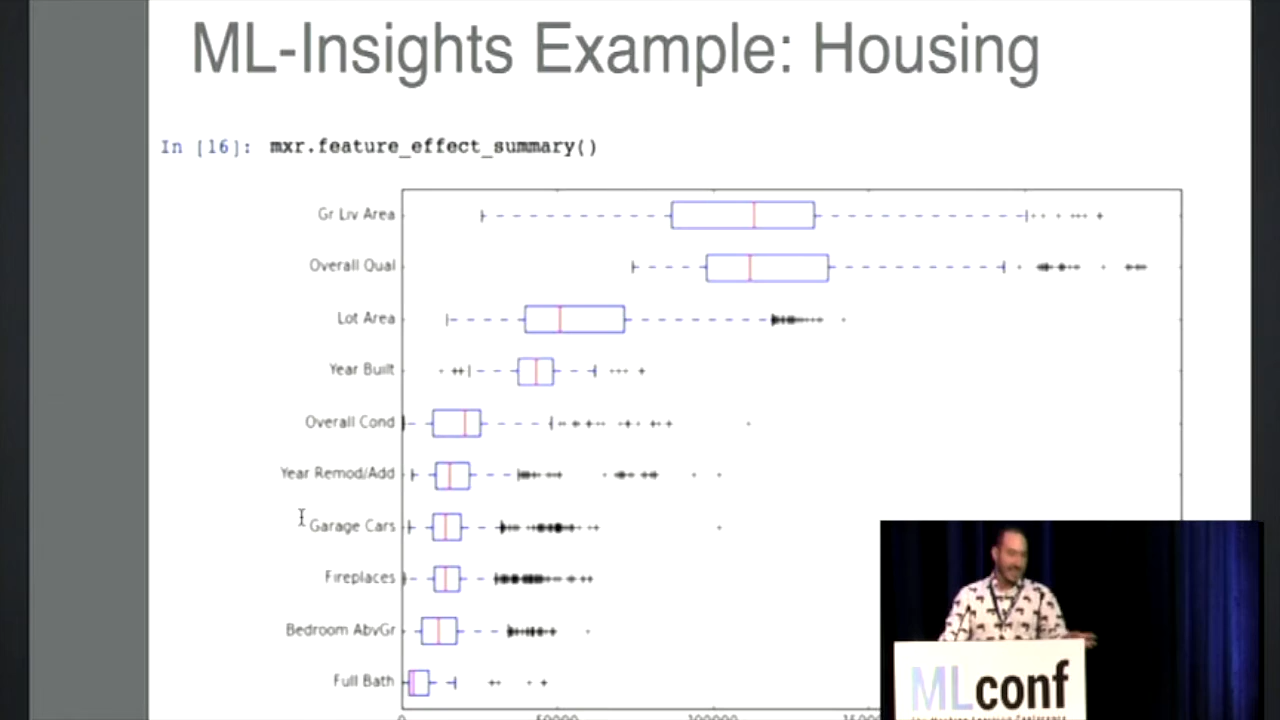 ML-Insights Example: Housing
In [16]: mxr.feature_effect_summary()
Gr Liv Area
Overall Qual
Lot Area
Year Built
Overall Cond
Year Remod/Add
Garage Cars
Fireplaces
Bedroom AbvGr
Full Bath
0 50000 100000
MLconf